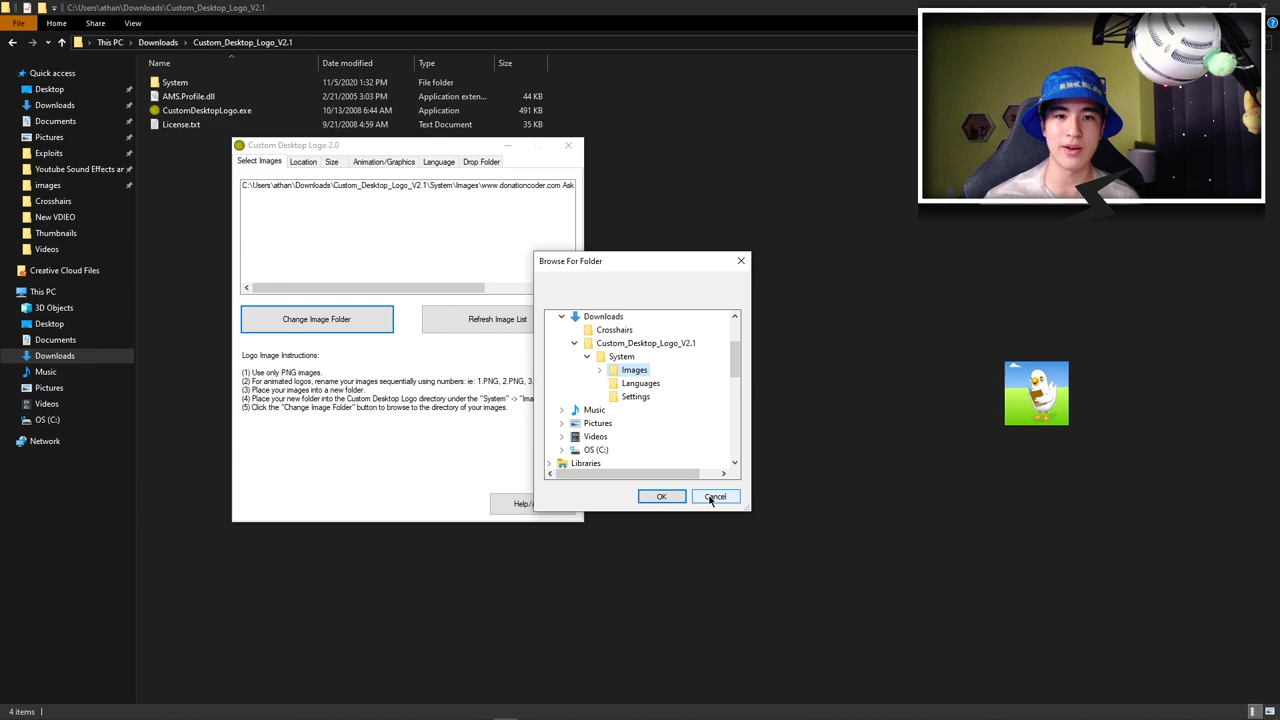 C:\Users\athan\Downloads\Custom_Desktop_Logo_V2.1
File Home Share View
This PC Downloads Custom_Desktop_Logo_V2.1
Name Date modified Type Size
System 11/5/2020 1:32 PM File folder
AMS.Profile.dll 2/21/2005 3:03 PM Application exten... 44 KB
CustomDesktopLogo.exe 10/13/2008 6:44 AM Application 491 KB
License.txt 9/21/2008 4:59 AM Text Document 35 KB
Quick access
Desktop
Downloads
Documents
Pictures
Exploits
Youtube Sound Effects ar
images
Crosshairs
New VDIEO
Thumbnails
Videos
Creative Cloud Files
This PC
3D Objects
Desktop
Documents
Downloads
Music
Pictures
Videos
OS (C:)
Network
4 items
Custom Desktop Logo 2.0
Select Images Location Size Animation/Graphics Language Drop Folder
C:\Users\athan\Downloads\Custom_Desktop_Logo_V2.1\System\Images\www.donationcoder.com Ask
Change Image Folder Refresh Image List
Logo Image Instructions:
(1) Use only PNG images.
(2) For animated logos, rename your images sequentially using numbers: ie: 1.PNG, 2.PNG, 3.
(3) Place your images into a new folder.
(4) Place your new folder into the Custom Desktop Logo directory under the "System" -> "Ima
(5) Click the "Change Image Folder" button to browse to the directory of your images.
Help/
Browse For Folder
Downloads
Crosshairs
Custom_Desktop_Logo_V2.1
System
Images
Languages
Settings
Music
Pictures
Videos
OS (C:)
Libraries
OK Cancel
IKEA